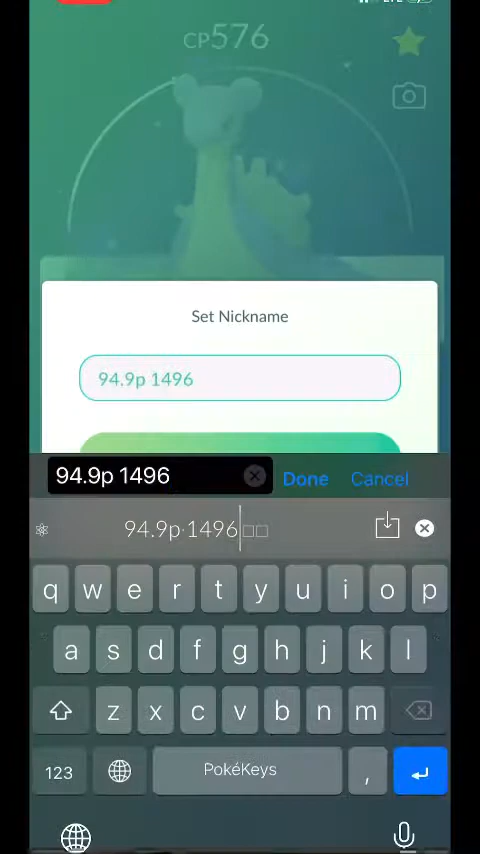 CP576
Set Nickname
94.9p 1496
94.9p 1496
Done
Cancel
94.9p·1496□□
q w e r t y u i o p
a s d f g h j k l
z x c v b n m
123
PokéKeys
,